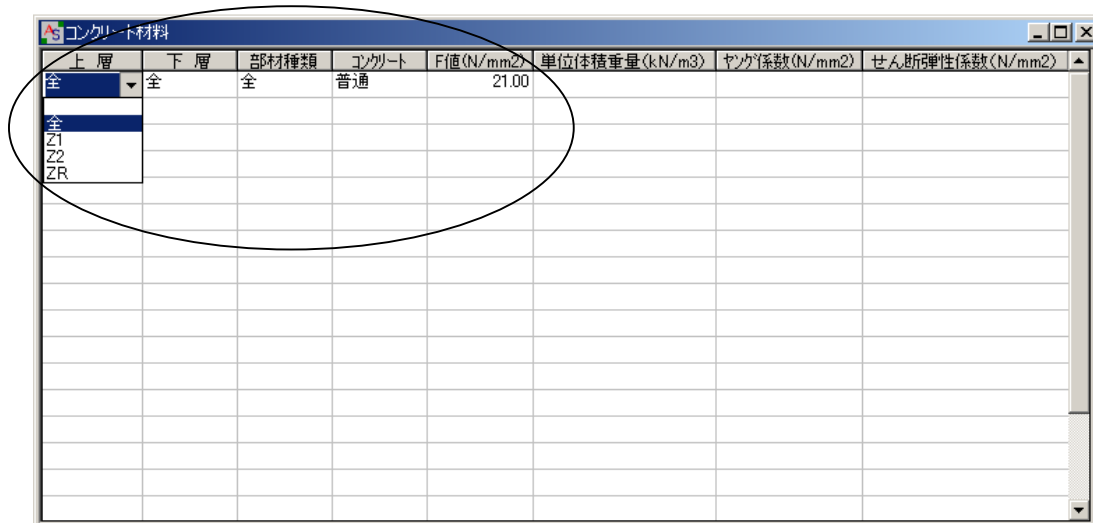 AS コンクリート材料
上 層 下 層 部材種類 コンクリート F値(N/mm2) 単位体積重量(kN/m3) ヤング係数(N/mm2) せん断弾性係数(N/mm2)
全 全 全 普通 21.00
全
Z1
Z2
ZR